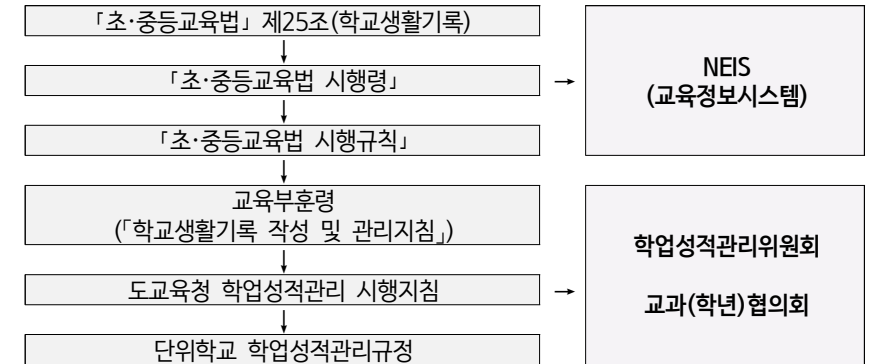 「초·중등교육법」 제25조(학교생활기록)
「초·중등교육법 시행령」
「초·중등교육법 시행규칙」
교육부훈령
(「학교생활기록 작성 및 관리지침」)
도교육청 학업성적관리 시행지침
단위학교 학업성적관리규정
NEIS
(교육정보시스템)
학업성적관리위원회
교과(학년)협의회